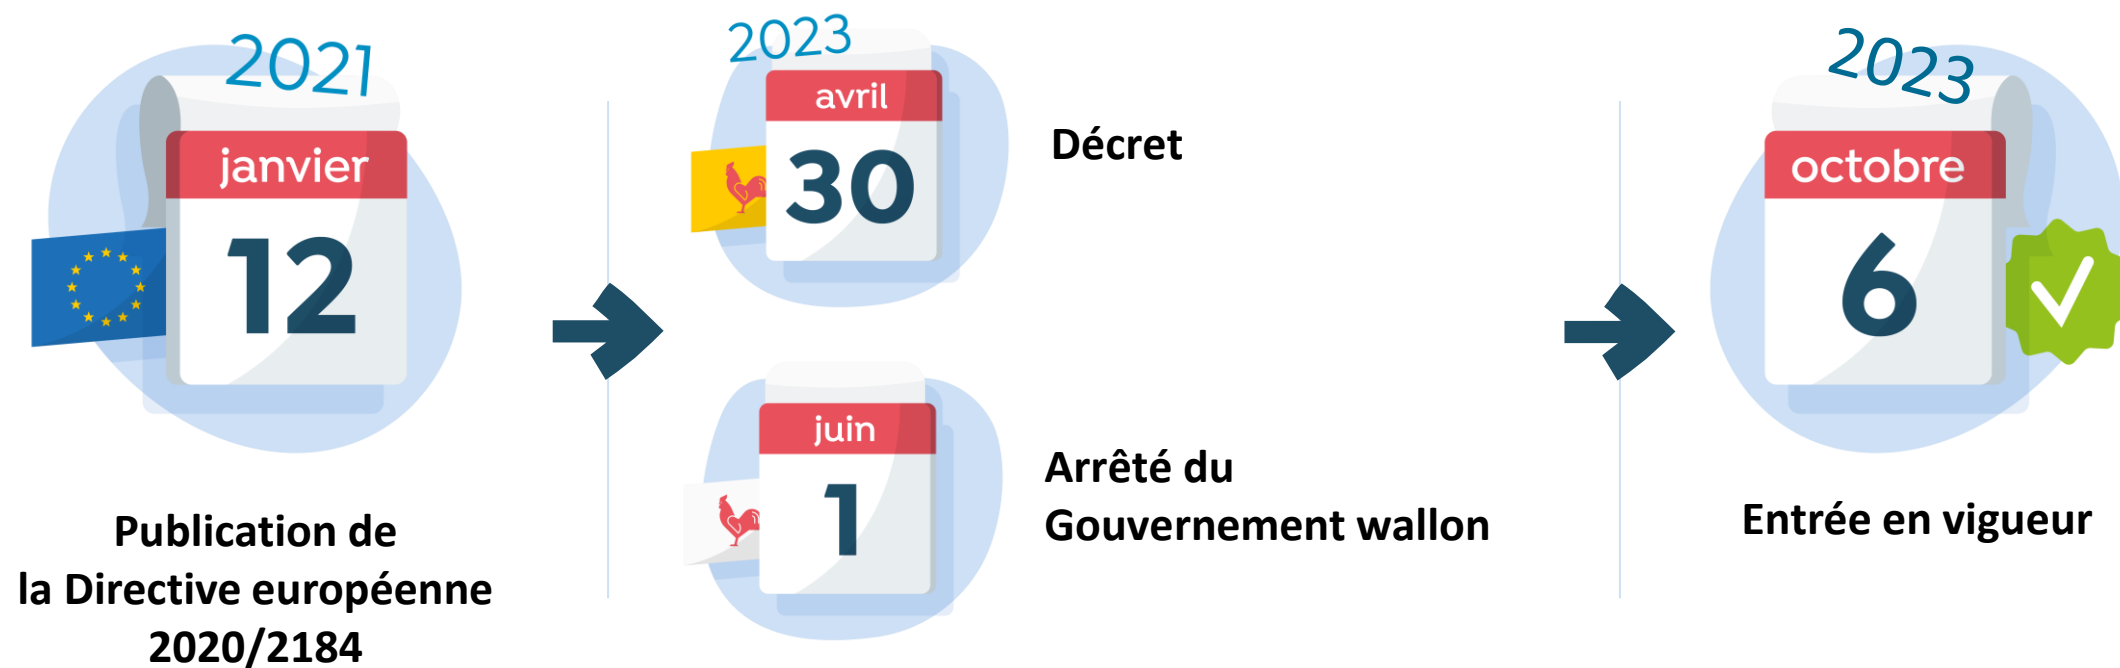 2021
janvier
12
Publication de
la Directive européenne
2020/2184
2023
avril
30
Décret
juin
1
Arrêté du
Gouvernement wallon
2023
octobre
6
Entrée en vigueur